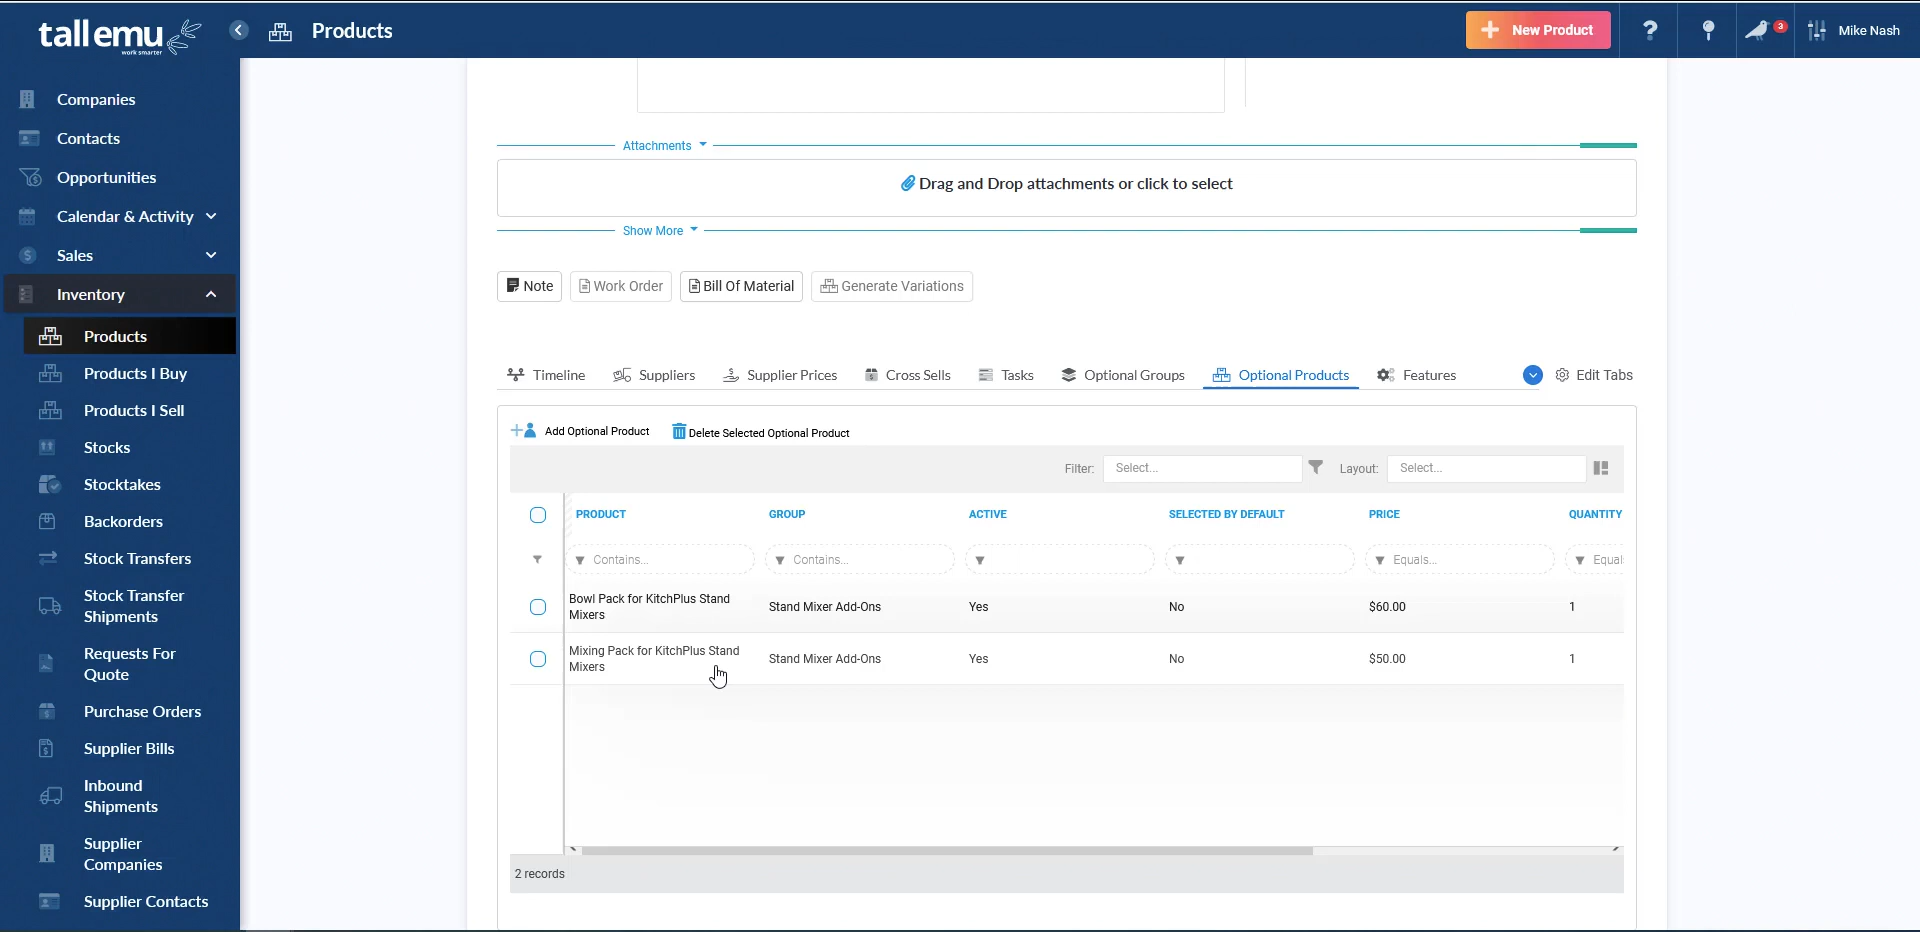 tall emu
work smarter
Products
New Product
?
3
Mike Nash
Companies
Contacts
Opportunities
Calendar & Activity
Sales
Inventory
Products
Products I Buy
Products I Sell
Stocks
Stocktakes
Backorders
Stock Transfers
Stock Transfer
Shipments
Requests For
Quote
Purchase Orders
Supplier Bills
Inbound
Shipments
Supplier
Companies
Supplier Contacts
Attachments
Drag and Drop attachments or click to select
Show More
Note Work Order Bill Of Material Generate Variations
Timeline Suppliers Supplier Prices Cross Sells Tasks Optional Groups Optional Products Features Edit Tabs
Add Optional Product Delete Selected Optional Product
Filter: Select... Layout: Select...
PRODUCT GROUP ACTIVE SELECTED BY DEFAULT PRICE QUANTITY
Contains... Contains... Equals... Equal
Bowl Pack for KitchPlus Stand
Mixers
Stand Mixer Add-Ons Yes No $60.00 1
Mixing Pack for KitchPlus Stand
Mixers
Stand Mixer Add-Ons Yes No $50.00 1
2 records